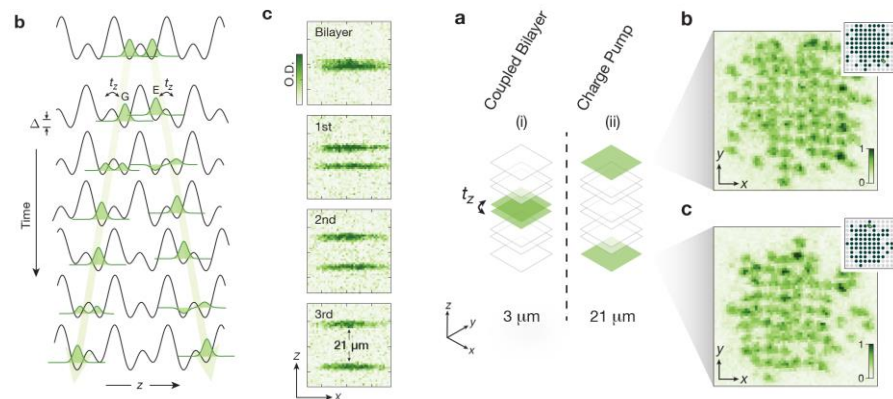 b
t_z
G
E
t_z
Δ
Time
z
c
O.D.
Bilayer
1st
2nd
3rd
21 μm
z
x
a
Coupled Bilayer
Charge Pump
(i)
(ii)
t_z
z
y
x
3 μm
21 μm
b
y
x
1
0
c
y
x
1
0